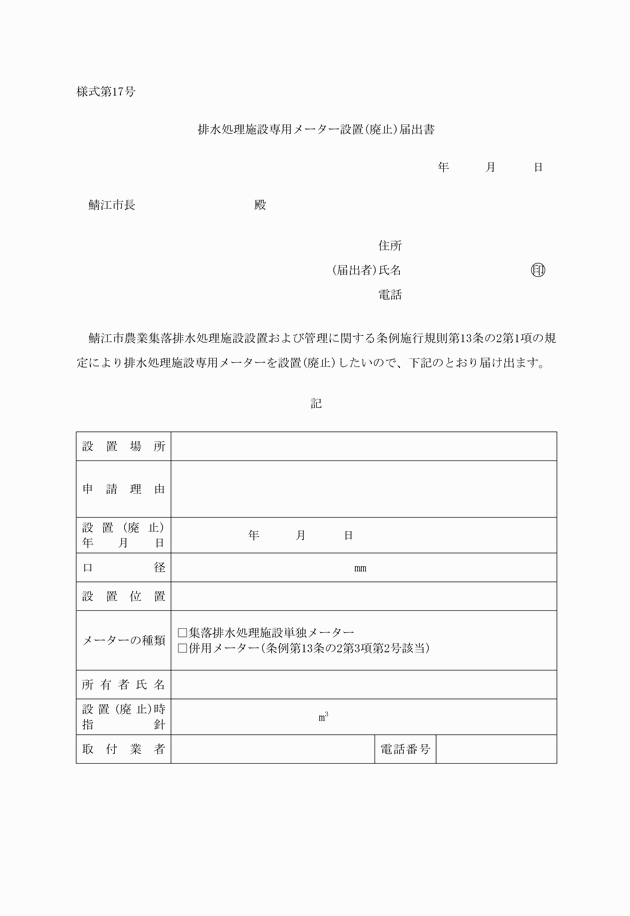 様式第17号
排水処理施設専用メーター設置(廃止)届出書
年　　　月　　　日
鯖江市長　　　　　　　　　　殿
住所
(届出者)氏名　　　　　　　　　　　㊞
電話
鯖江市農業集落排水処理施設設置および管理に関する条例施行規則第13条の2第1項の規
定により排水処理施設専用メーターを設置(廃止)したいので、下記のとおり届け出ます。
記
設置場所
申請理由
設置(廃止)
年月日　　　　　　　年　　　月　　　日
口径　　　　　　　mm
設置位置
メーターの種類
□集落排水処理施設単独メーター
□併用メーター(条例第13条の2第3項第2号該当)
所有者氏名
設置(廃止)時
指針　　　　　　　m³
取付業者　　　　　　　電話番号